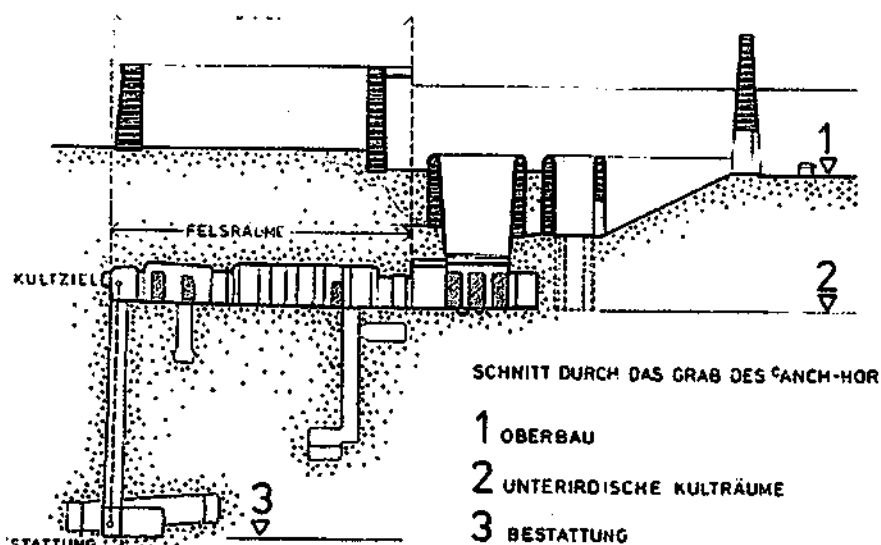 1
FELSRÄUME
KULTZIEL
2
SCHNITT DURCH DAS GRAB DES ᶜANCH-HOR
1 OBERBAU
2 UNTERIRDISCHE KULTRÄUME
3 BESTATTUNG
3